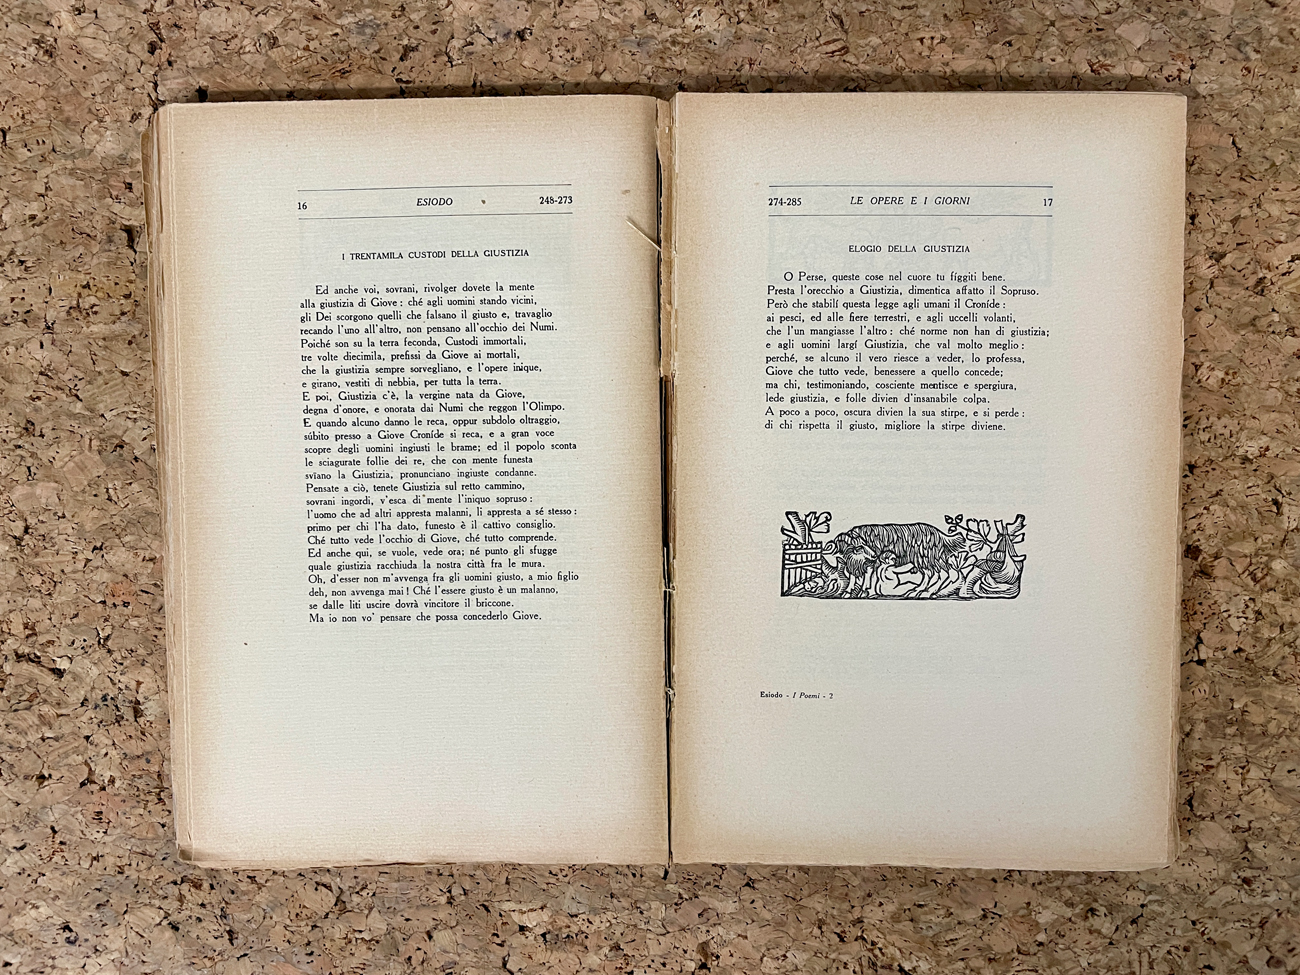 16 ESIODO 248-273
I TRENTAMILA CUSTODI DELLA GIUSTIZIA
Ed anche voi, sovrani, rivolger dovete la mente
alla giustizia di Giove : ché agli uomini stando vicini,
gli Dei scorgono quelli che falsano il giusto e, travaglio
recando l'uno all'altro, non pensano all'occhio dei Numi.
Poiché son su la terra feconda, Custodi immortali,
tre volte diecimila, prefissi da Giove ai mortali,
che la giustizia sempre sorvegliano, e l'opere inique,
e girano, vestiti di nebbia, per tutta la terra.
E poi, Giustizia c'è, la vergine nata da Giove,
degna d'onore, e onorata dai Numi che reggon l'Olimpo.
E quando alcuno danno le reca, oppur subdolo oltraggio,
súbito presso a Giove Croníde si reca, e a gran voce
scopre degli uomini ingiusti le brame; ed il popolo sconta
le sciagurate follie dei re, che con mente funesta
svïano la Giustizia, pronunciano ingiuste condanne.
Pensate a ciò, tenete Giustizia sul retto cammino,
sovrani ingordi, v'esca di mente l'iniquo sopruso :
l'uomo che ad altri appresta malanni, li appresta a sé stesso :
primo per chi l'ha dato, funesto è il cattivo consiglio.
Ché tutto vede l'occhio di Giove, ché tutto comprende.
Ed anche qui, se vuole, vede ora; né punto gli sfugge
quale giustizia racchiuda la nostra città fra le mura.
Oh, d'esser non m'avvenga fra gli uomini giusto, a mio figlio
deh, non avvenga mai ! Ché l'essere giusto è un malanno,
se dalle liti uscire dovrà vincitore il briccone.
Ma io non vo' pensare che possa concederlo Giove.
274-285 LE OPERE E I GIORNI 17
ELOGIO DELLA GIUSTIZIA
O Perse, queste cose nel cuore tu fíggiti bene.
Presta l'orecchio a Giustizia, dimentica affatto il Sopruso.
Però che stabilí questa legge agli umani il Croníde :
ai pesci, ed alle fiere terrestri, e agli uccelli volanti,
che l'un mangiasse l'altro : ché norme non han di giustizia;
e agli uomini largí Giustizia, che val molto meglio :
perché, se alcuno il vero riesce a veder, lo professa,
Giove che tutto vede, benessere a quello concede;
ma chi, testimoniando, cosciente mentisce e spergiura,
lede giustizia, e folle divien d'insanabile colpa.
A poco a poco, oscura divien la sua stirpe, e si perde :
di chi rispetta il giusto, migliore la stirpe diviene.
Esiodo - I Poemi - 2